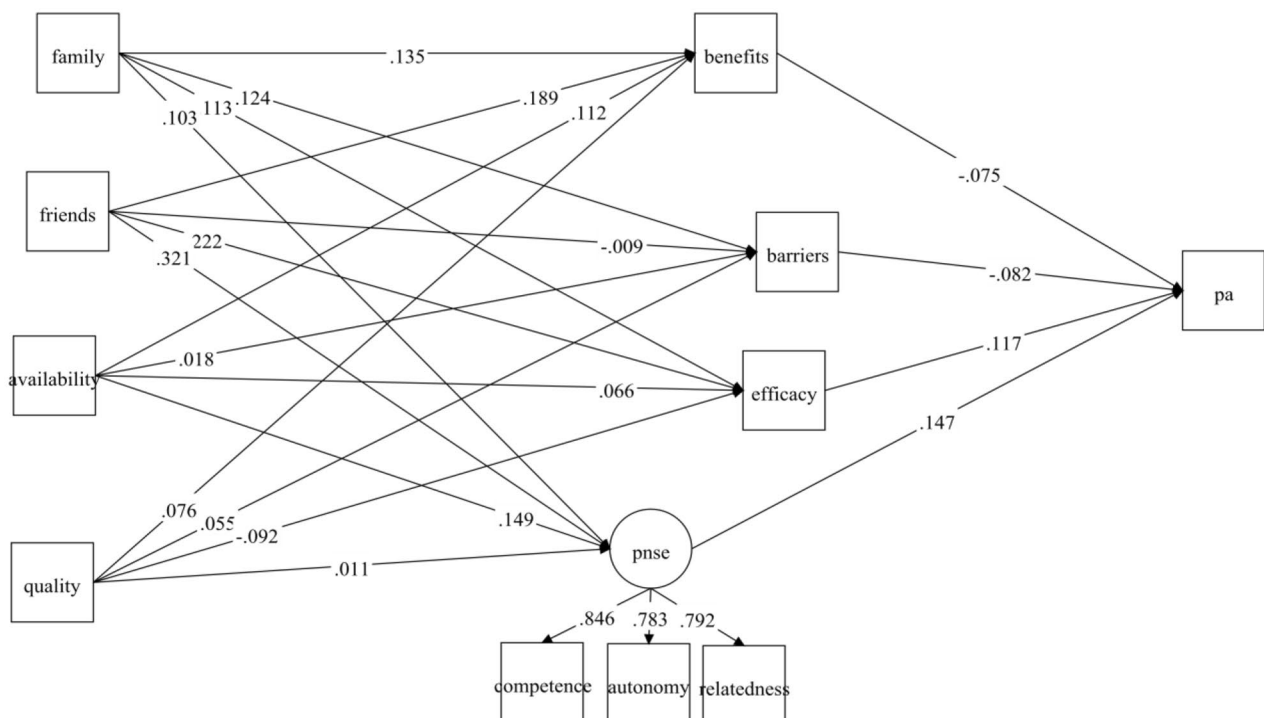 family
.135
benefits
.124
.189
113
.112
.103
-.075
friends
222
-.009
barriers
.321
-.082
pa
.018
.117
availability
.066
efficacy
.147
.076
.055
.149
-.092
pnse
.011
quality
.846
.783
.792
competence
autonomy
relatedness